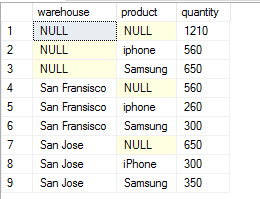 warehouse product quantity
1 NULL NULL 1210
2 NULL iphone 560
3 NULL Samsung 650
4 San Fransisco NULL 560
5 San Fransisco iphone 260
6 San Fransisco Samsung 300
7 San Jose NULL 650
8 San Jose iPhone 300
9 San Jose Samsung 350